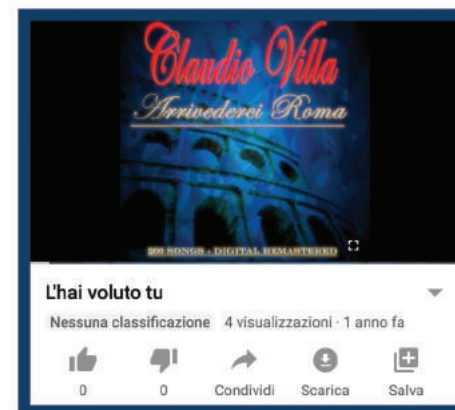 Claudio Villa
Arrivederci Roma
200 SONGS - DIGITAL REMASTERED
L'hai voluto tu
Nessuna classificazione 4 visualizzazioni · 1 anno fa
0 0 Condividi Scarica Salva